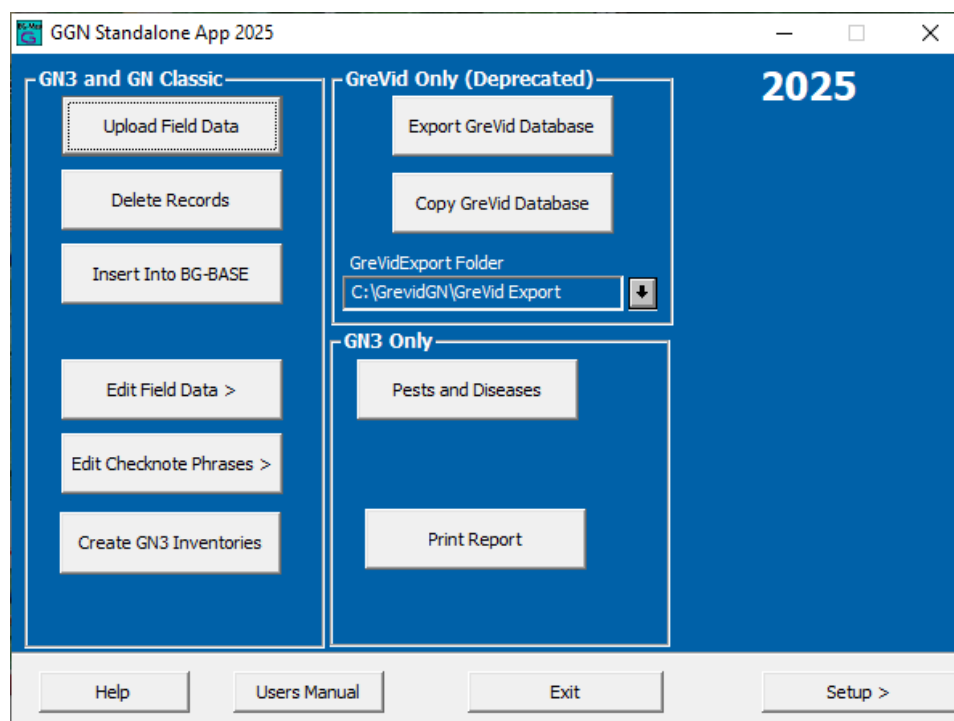 GGN Standalone App 2025
GN3 and GN Classic
Upload Field Data
Delete Records
Insert Into BG-BASE
Edit Field Data >
Edit Checknote Phrases >
Create GN3 Inventories
GreVid Only (Deprecated)
Export GreVid Database
Copy GreVid Database
GreVidExport Folder
C:\GrevidGN\GreVid Export
GN3 Only
Pests and Diseases
Print Report
2025
Help
Users Manual
Exit
Setup >